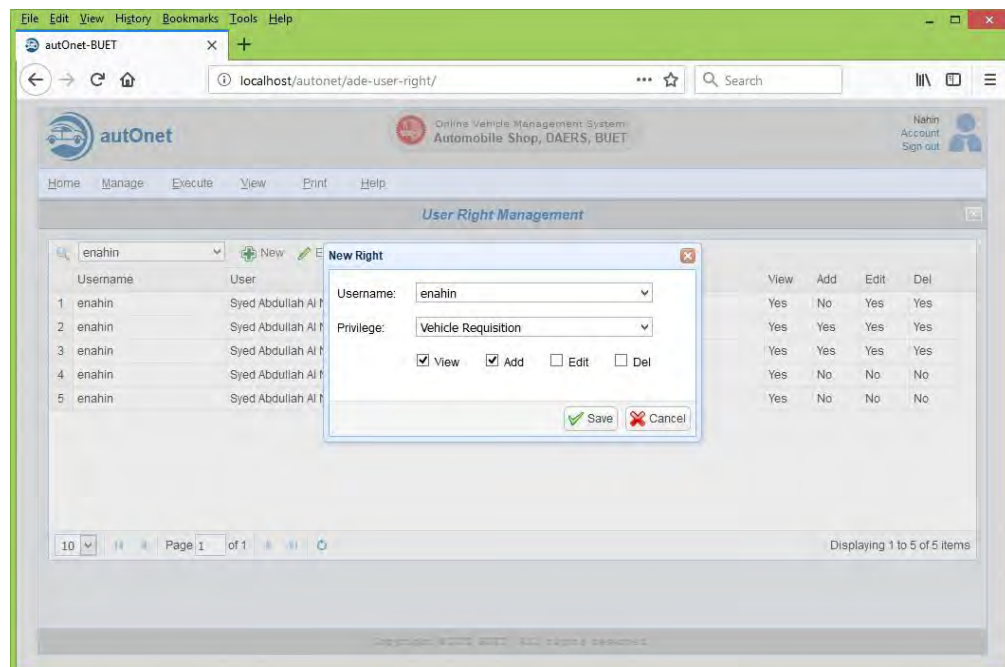 File Edit View History Bookmarks Tools Help
autOnet-BUET
localhost/autonet/ade-user-right/
Search
autOnet
Online Vehicle Management System
Automobile Shop, DAERS, BUET
Nahin
Account
Sign out
Home Manage Execute View Print Help
User Right Management
enahin New E
Username User View Add Edit Del
1 enahin Syed Abdullah Al Yes No Yes Yes
2 enahin Syed Abdullah Al Yes Yes Yes Yes
3 enahin Syed Abdullah Al Yes Yes Yes Yes
4 enahin Syed Abdullah Al Yes No No No
5 enahin Syed Abdullah Al Yes No No No
New Right
Username: enahin
Privilege: Vehicle Requisition
View Add Edit Del
Save Cancel
10 Page 1 of 1 Displaying 1 to 5 of 5 items
Copyright BUET. All rights reserved.